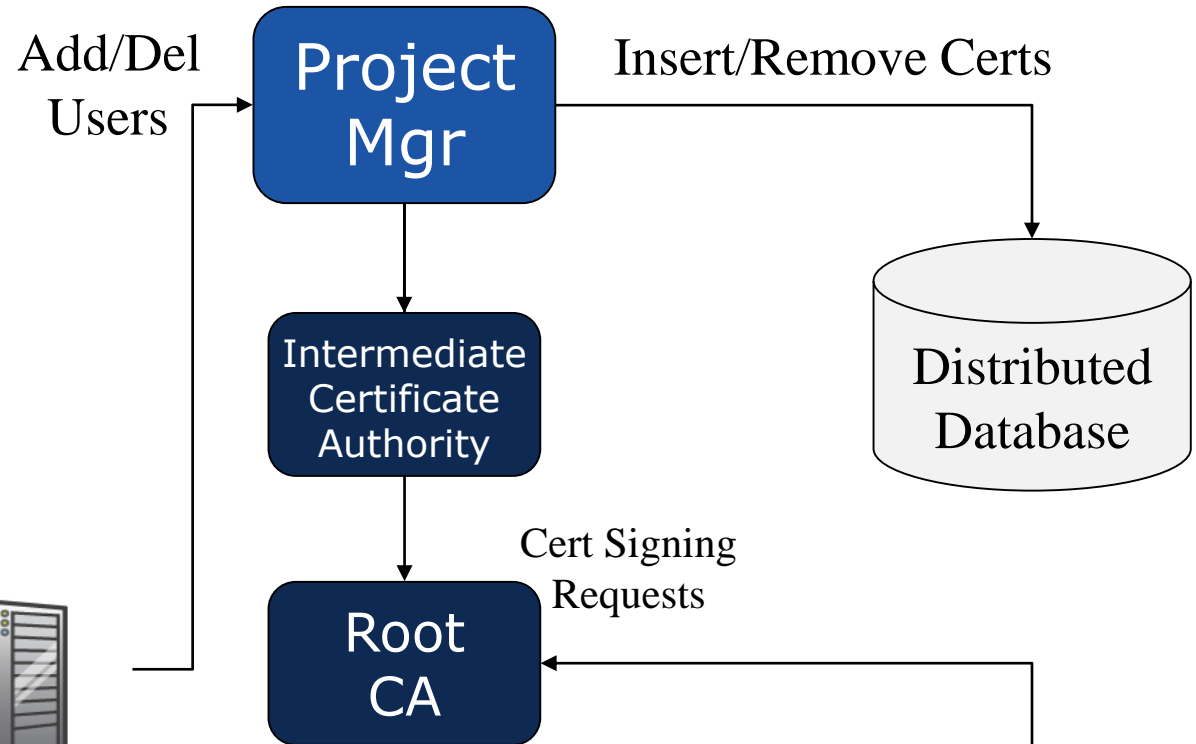 Add/Del
Users
Project
Mgr
Insert/Remove Certs
Intermediate
Certificate
Authority
Distributed
Database
Cert Signing
Requests
Root
CA